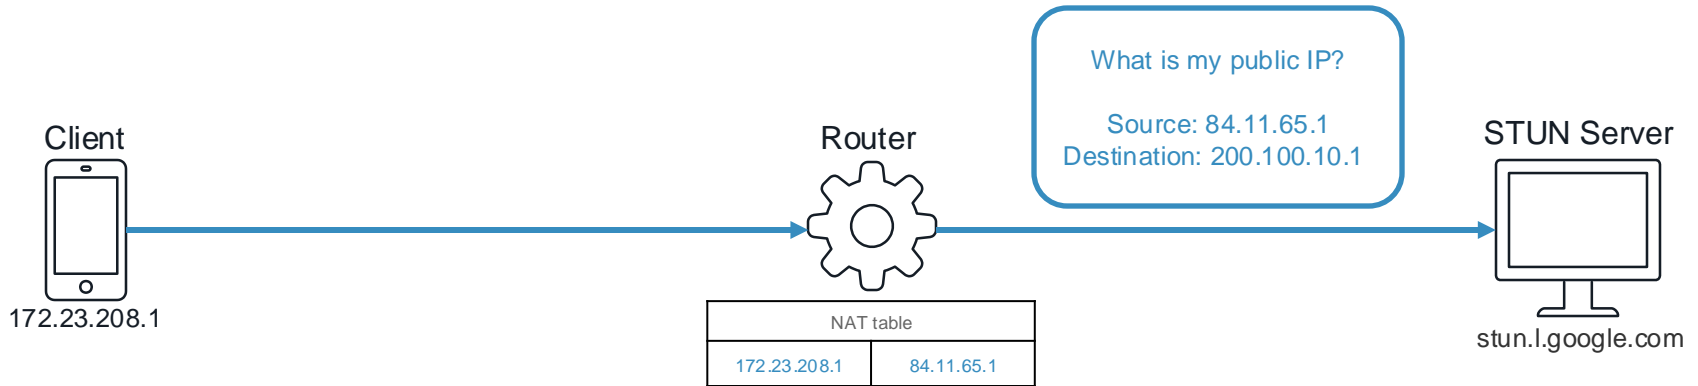 What is my public IP?
Source: 84.11.65.1
Destination: 200.100.10.1
Client
Router
STUN Server
172.23.208.1
stun.l.google.com
NAT table
172.23.208.1 84.11.65.1